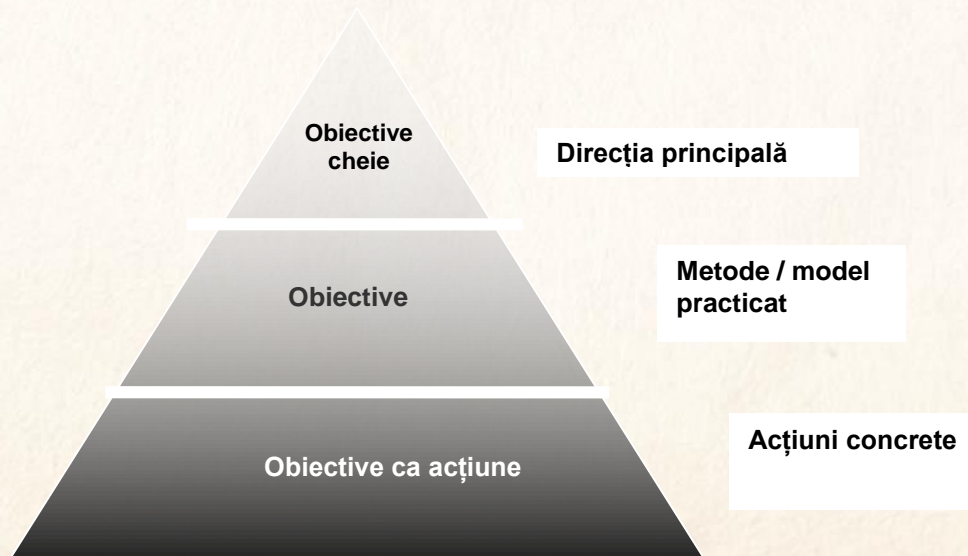 Obiective
cheie
Direcția principală
Obiective
Metode / model
practicat
Obiective ca acțiune
Acțiuni concrete